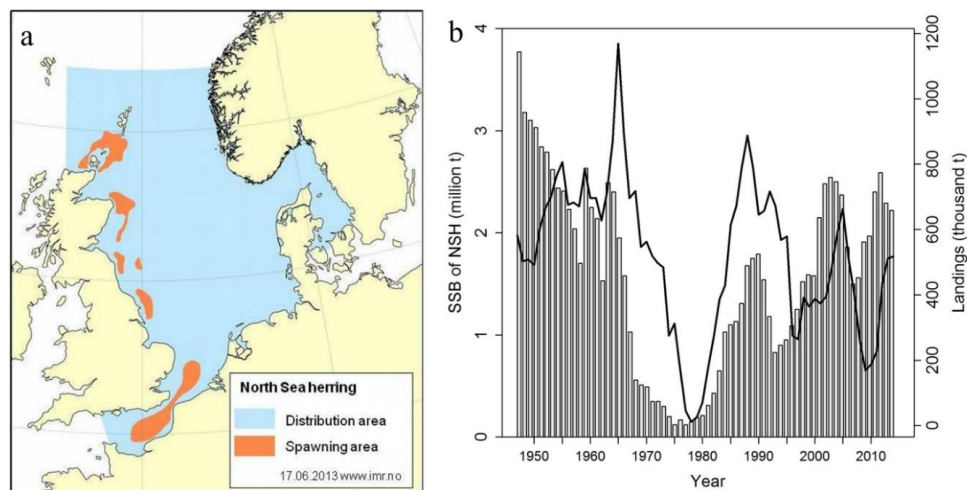 a
North Sea herring
Distribution area
Spawning area
17.06.2013 www.imr.no
b
SSB of NSH (million t)
4
3
2
1
0
1950 1960 1970 1980 1990 2000 2010
Year
1200
1000
800
600
400
200
0
Landings (thousand t)